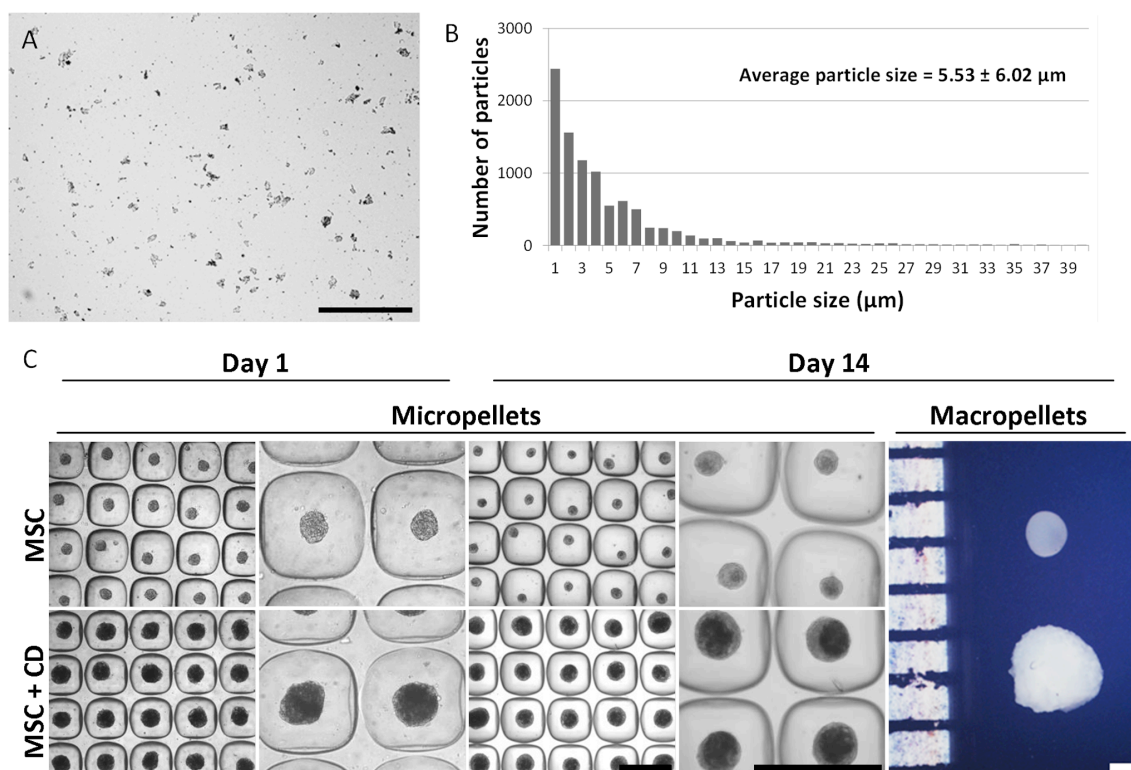 A
B
3000
2000
1000
0
Number of particles
Average particle size = 5.53 ± 6.02 µm
1 3 5 7 9 11 13 15 17 19 21 23 25 27 29 31 33 35 37 39
Particle size (µm)
C
Day 1
Day 14
Micropellets
Macropellets
MSC
MSC + CD